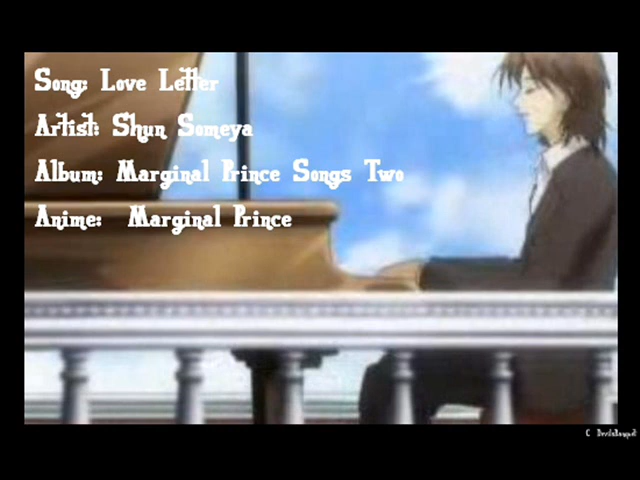 Song: Love Letter
Artist: Shun Someya
Album: Marginal Prince Songs Two
Anime: Marginal Prince